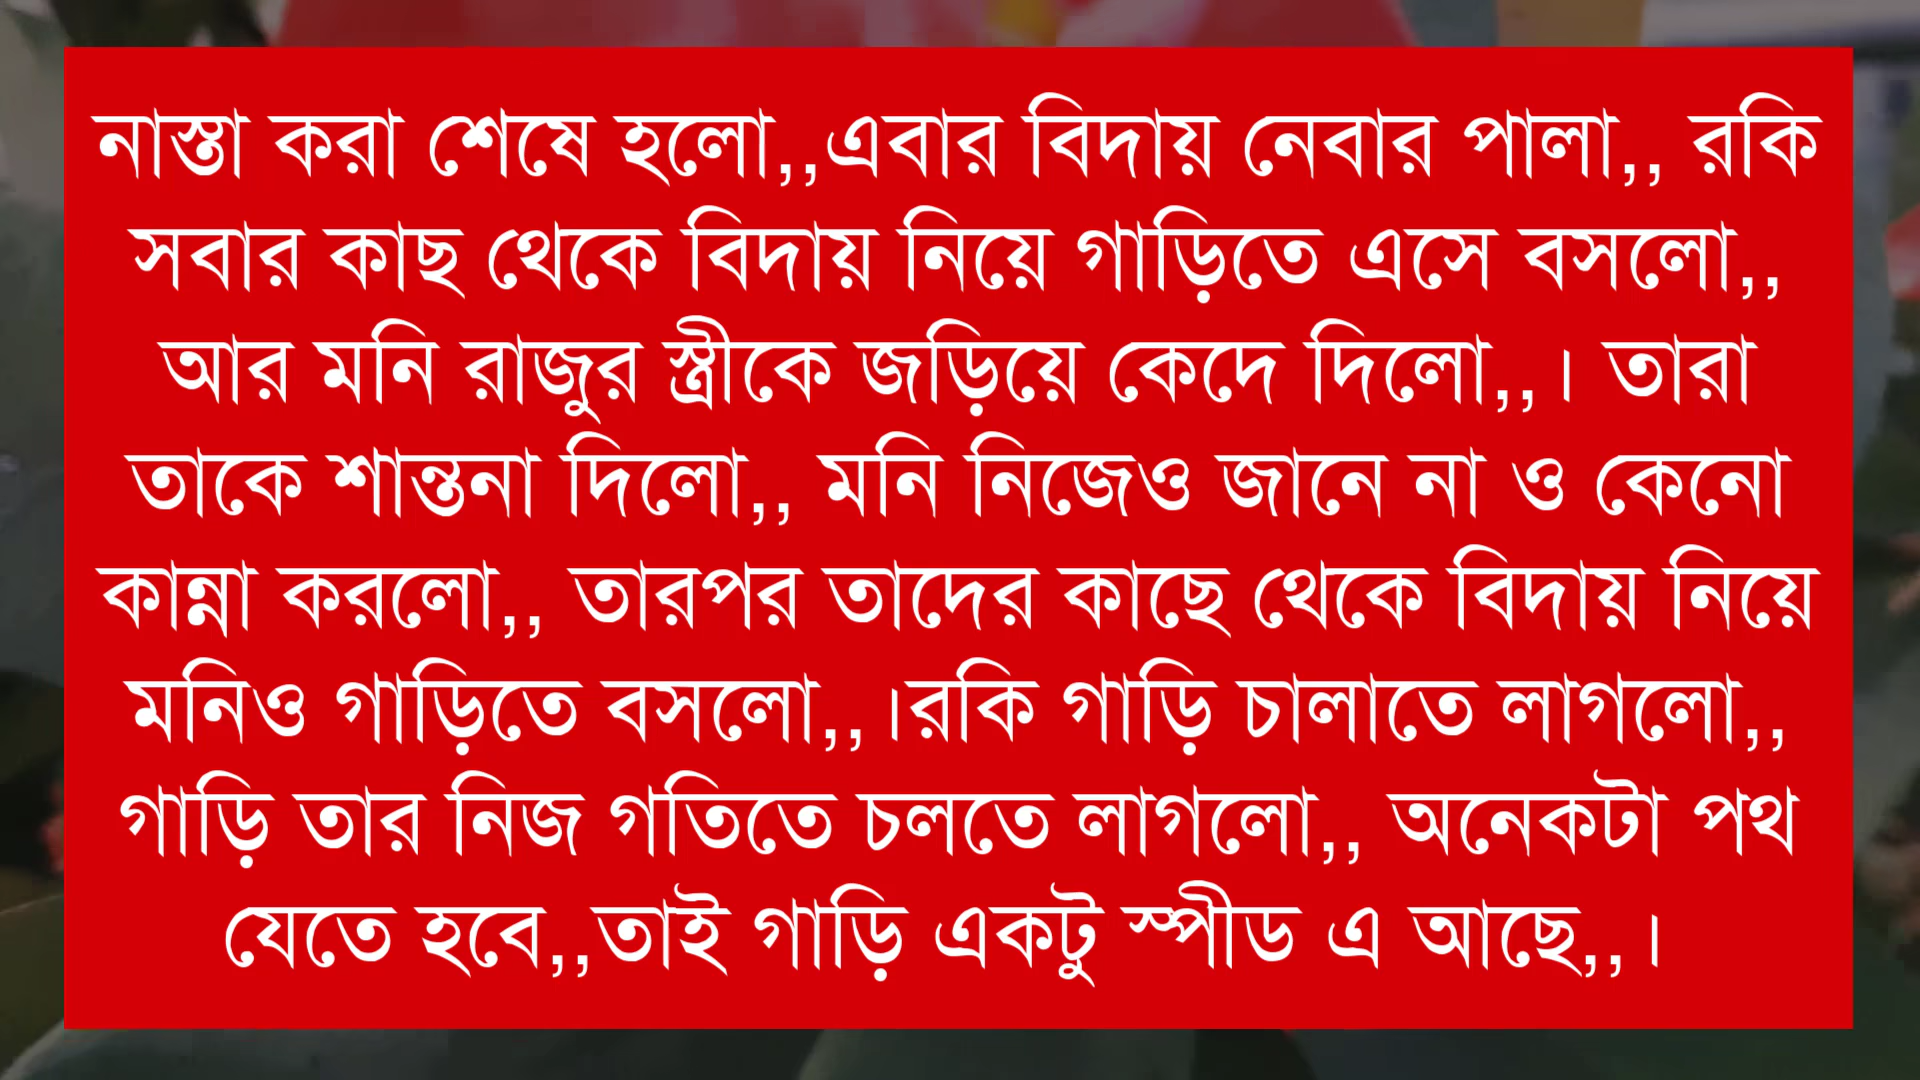 নাস্তা করা শেষে হলো,,এবার বিদায় নেবার পালা,, রকি
সবার কাছ থেকে বিদায় নিয়ে গাড়িতে এসে বসলো,,
আর মনি রাজুর স্ত্রীকে জড়িয়ে কেদে দিলো,,। তারা
তাকে শান্তনা দিলো,, মনি নিজেও জানে না ও কেনো
কান্না করলো,, তারপর তাদের কাছে থেকে বিদায় নিয়ে
মনিও গাড়িতে বসলো,,।রকি গাড়ি চালাতে লাগলো,,
গাড়ি তার নিজ গতিতে চলতে লাগলো,, অনেকটা পথ
যেতে হবে,,তাই গাড়ি একটু স্পীড এ আছে,,।